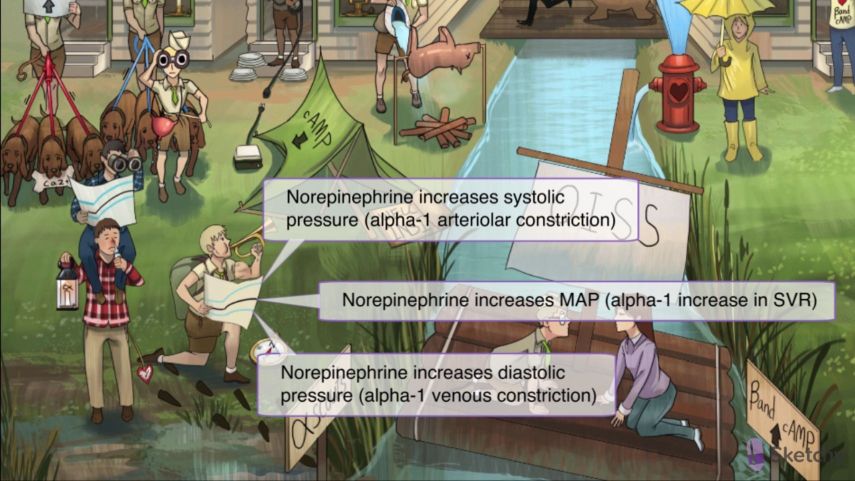 Band
CAMP
CAMP
QISS
Norepinephrine increases systolic
pressure (alpha-1 arteriolar constriction)
Norepinephrine increases MAP (alpha-1 increase in SVR)
Norepinephrine increases diastolic
pressure (alpha-1 venous constriction)
Band
CAMP
Sketchy